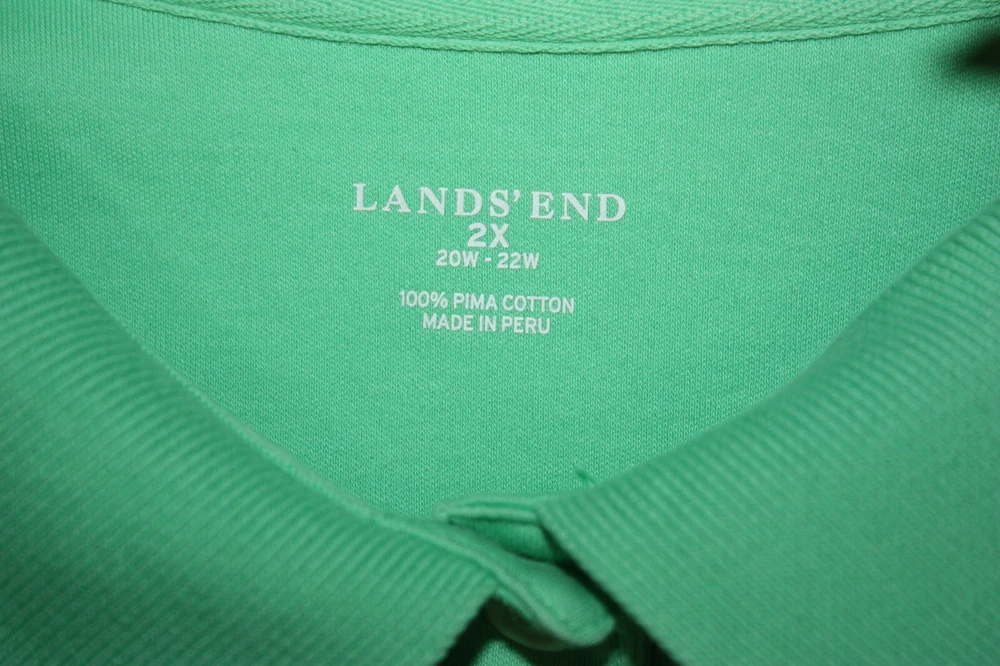 LANDS' END
2X
20W - 22W
100% PIMA COTTON
MADE IN PERU